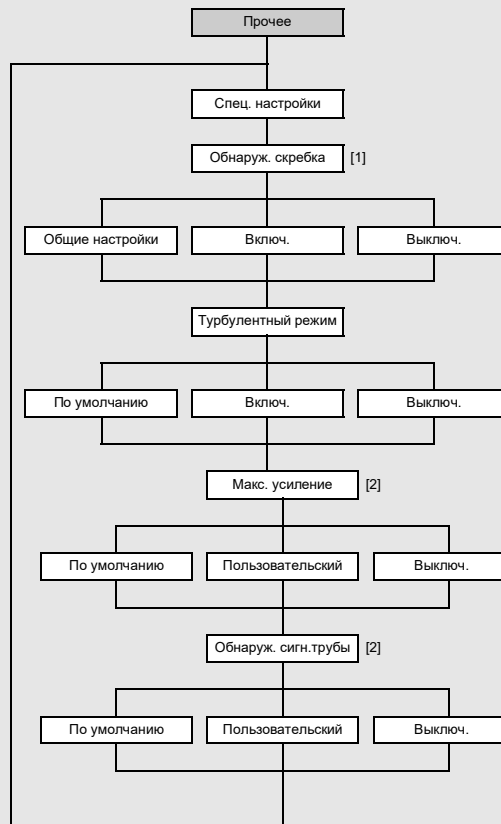 Прочее
Спец. настройки
Обнаруж. скребка [1]
Общие настройки Включ. Выключ.
Турбулентный режим
По умолчанию Включ. Выключ.
Макс. усиление [2]
По умолчанию Пользовательский Выключ.
Обнаруж. сигн.трубы [2]
По умолчанию Пользовательский Выключ.